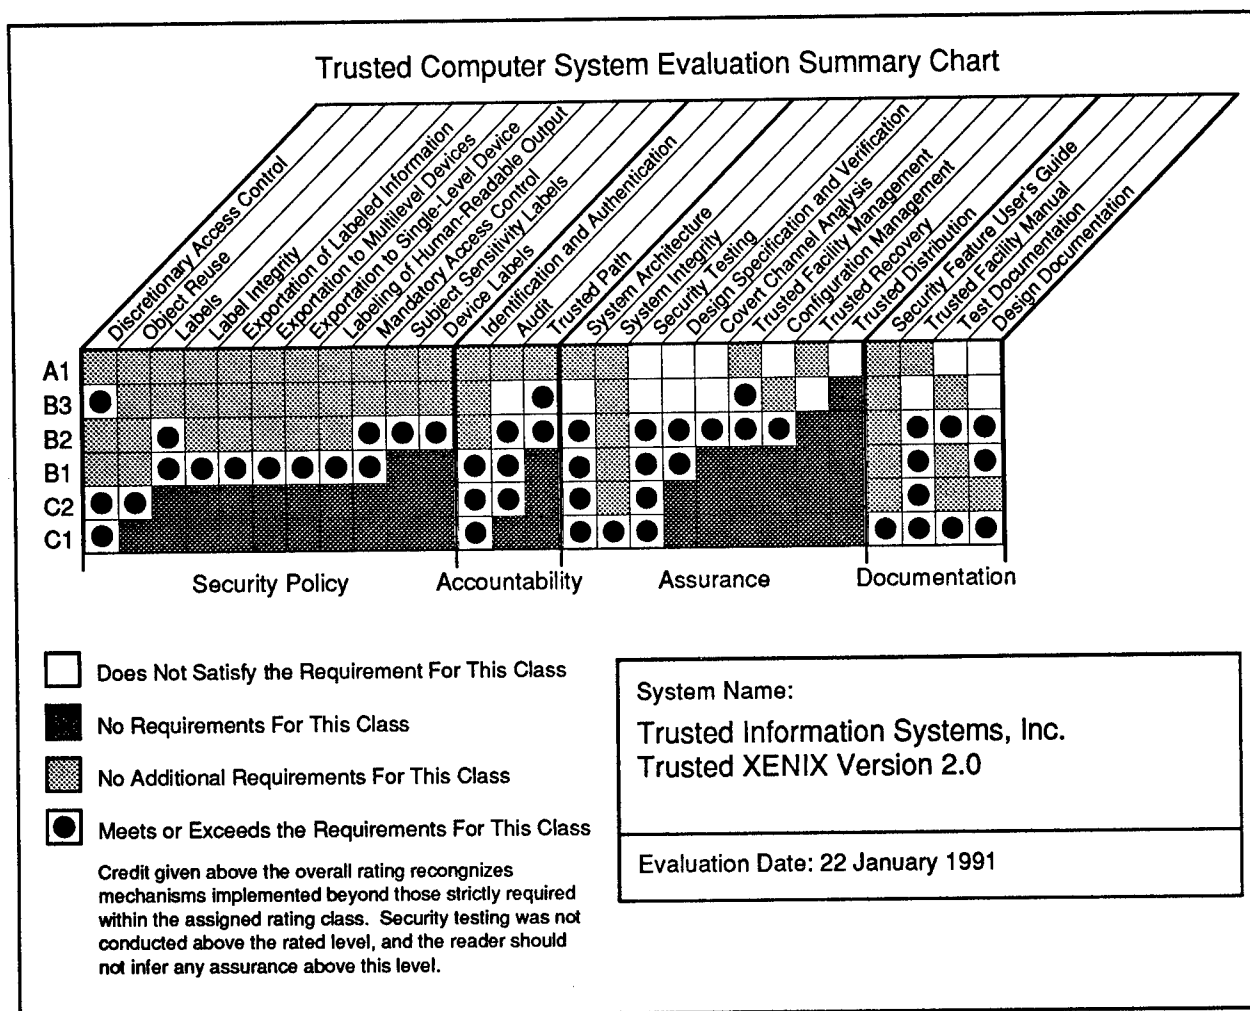 Trusted Computer System Evaluation Summary Chart
Discretionary Access Control
Object Reuse
Labels
Label Integrity
Exportation of Labeled Information
Exportation to Multilevel Devices
Exportation to Single-Level Device
Labeling of Human-Readable Output
Mandatory Access Control
Subject Sensitivity Labels
Device Labels
Identification and Authentication
Audit
Trusted Path
System Architecture
System Integrity
Security Testing
Design Specification and Verification
Covert Channel Analysis
Trusted Facility Management
Configuration Management
Trusted Recovery
Trusted Distribution
Security Feature User's Guide
Trusted Facility Manual
Test Documentation
Design Documentation
A1
B3
B2
B1
C2
C1
Security Policy
Accountability
Assurance
Documentation
Does Not Satisfy the Requirement For This Class
No Requirements For This Class
No Additional Requirements For This Class
Meets or Exceeds the Requirements For This Class
Credit given above the overall rating recongnizes
mechanisms implemented beyond those strictly required
within the assigned rating class. Security testing was not
conducted above the rated level, and the reader should
not infer any assurance above this level.
System Name:
Trusted Information Systems, Inc.
Trusted XENIX Version 2.0
Evaluation Date: 22 January 1991